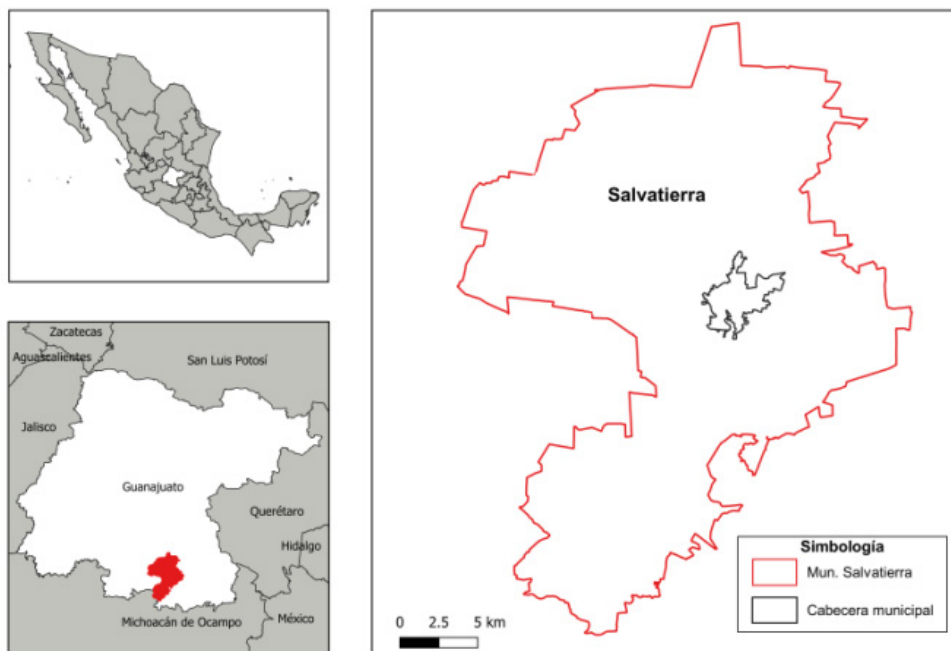 Zacatecas
Aguascalientes
San Luis Potosí
Jalisco
Guanajuato
Querétaro
Hidalgo
Michoacán de Ocampo
México
Salvatierra
0 2.5 5 km
Simbología
Mun. Salvatierra
Cabecera municipal